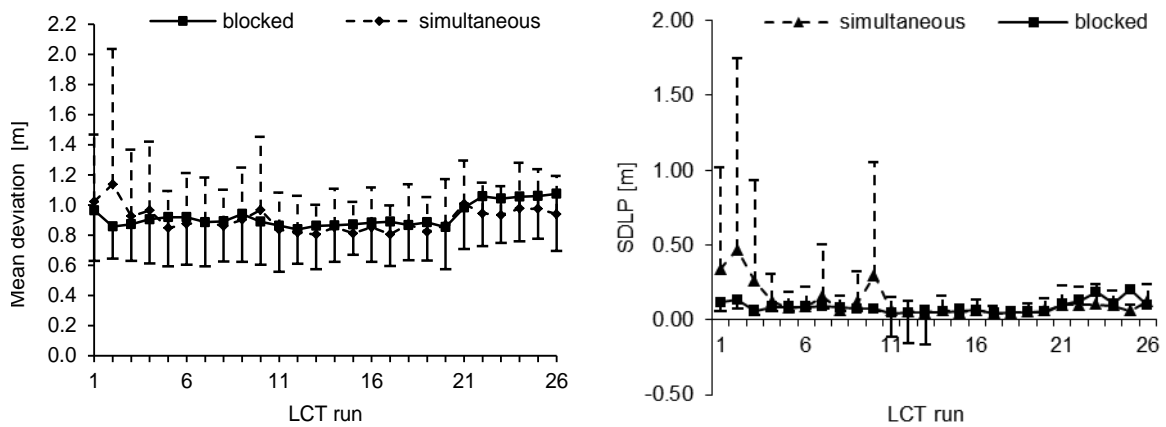 blocked simultaneous
2.2
2.0
1.8
1.6
1.4
1.2
1.0
0.8
0.6
0.4
0.2
0.0
Mean deviation [m]
1 6 11 16 21 26
LCT run
simultaneous blocked
2.00
1.50
1.00
0.50
0.00
-0.50
SDLP [m]
1 6 11 16 21 26
LCT run